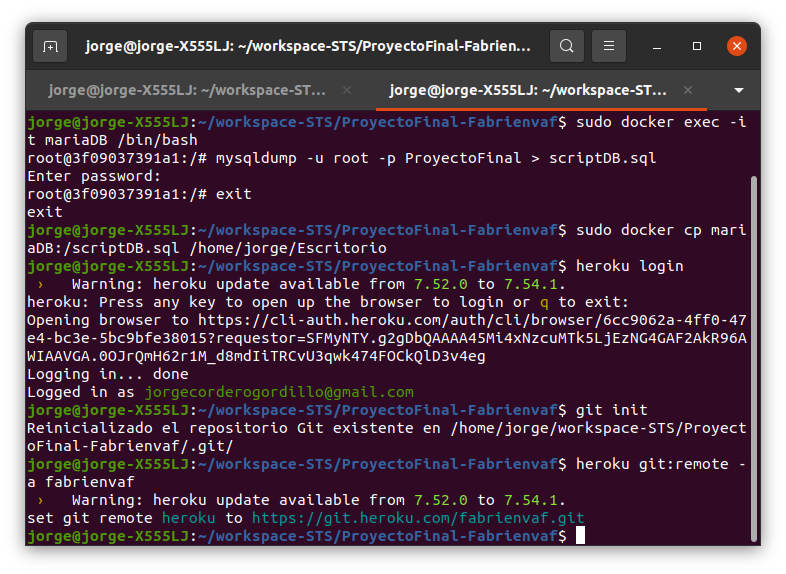 jorge@jorge-X555LJ: ~/workspace-STS/ProyectoFinal-Fabrien...
jorge@jorge-X555LJ: ~/workspace-ST...
jorge@jorge-X555LJ: ~/workspace-ST...
jorge@jorge-X555LJ:~/workspace-STS/ProyectoFinal-Fabrienvaf$ sudo docker exec -i
t mariaDB /bin/bash
root@3f09037391a1:/# mysqldump -u root -p ProyectoFinal > scriptDB.sql
Enter password:
root@3f09037391a1:/# exit
exit
jorge@jorge-X555LJ:~/workspace-STS/ProyectoFinal-Fabrienvaf$ sudo docker cp mari
aDB:/scriptDB.sql /home/jorge/Escritorio
jorge@jorge-X555LJ:~/workspace-STS/ProyectoFinal-Fabrienvaf$ heroku login
 ›   Warning: heroku update available from 7.52.0 to 7.54.1.
heroku: Press any key to open up the browser to login or q to exit:
Opening browser to https://cli-auth.heroku.com/auth/cli/browser/6cc9062a-4ff0-47
e4-bc3e-5bc9bfe38015?requestor=SFMyNTY.g2gDbQAAAA45Mi4xNzcuMTk5LjEzNG4GAF2AkR96A
WIAAVGA.0OJrQmH62r1M_d8mdIiTRCvU3qwk474FOCkQlD3v4eg
Logging in... done
Logged in as jorgecorderogordillo@gmail.com
jorge@jorge-X555LJ:~/workspace-STS/ProyectoFinal-Fabrienvaf$ git init
Reinicializado el repositorio Git existente en /home/jorge/workspace-STS/Proyect
oFinal-Fabrienvaf/.git/
jorge@jorge-X555LJ:~/workspace-STS/ProyectoFinal-Fabrienvaf$ heroku git:remote -
a fabrienvaf
 ›   Warning: heroku update available from 7.52.0 to 7.54.1.
set git remote heroku to https://git.heroku.com/fabrienvaf.git
jorge@jorge-X555LJ:~/workspace-STS/ProyectoFinal-Fabrienvaf$